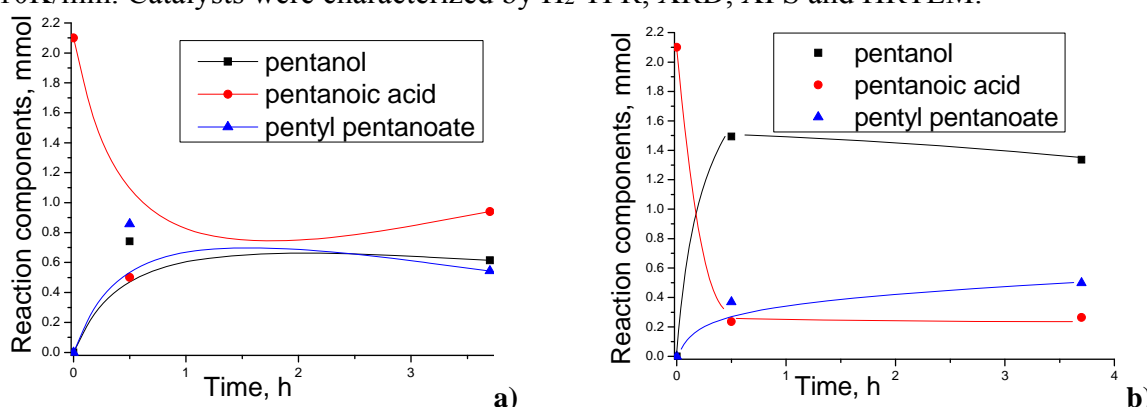 10K/min. Catalysts were characterized by H2-TPR, XRD, XPS and HRTEM.
2.2
2.0
1.8
1.6
1.4
1.2
1.0
0.8
0.6
0.4
0.2
0.0
Reaction components, mmol
pentanol
pentanoic acid
pentyl pentanoate
0 1 2 3
Time, h
a)
2.2
2.0
1.8
1.6
1.4
1.2
1.0
0.8
0.6
0.4
0.2
0.0
Reaction components, mmol
pentanol
pentanoic acid
pentyl pentanoate
0 1 2 3 4
Time, h
b)